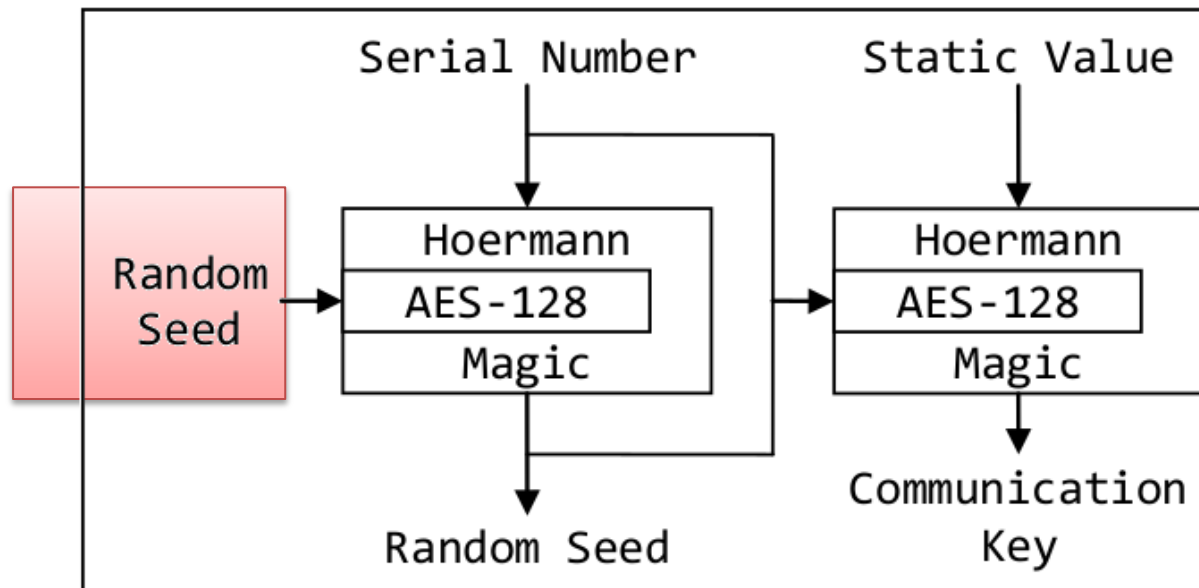 Serial Number
Static Value
Random
Seed
Hoermann
AES-128
Magic
Hoermann
AES-128
Magic
Random Seed
Communication
Key